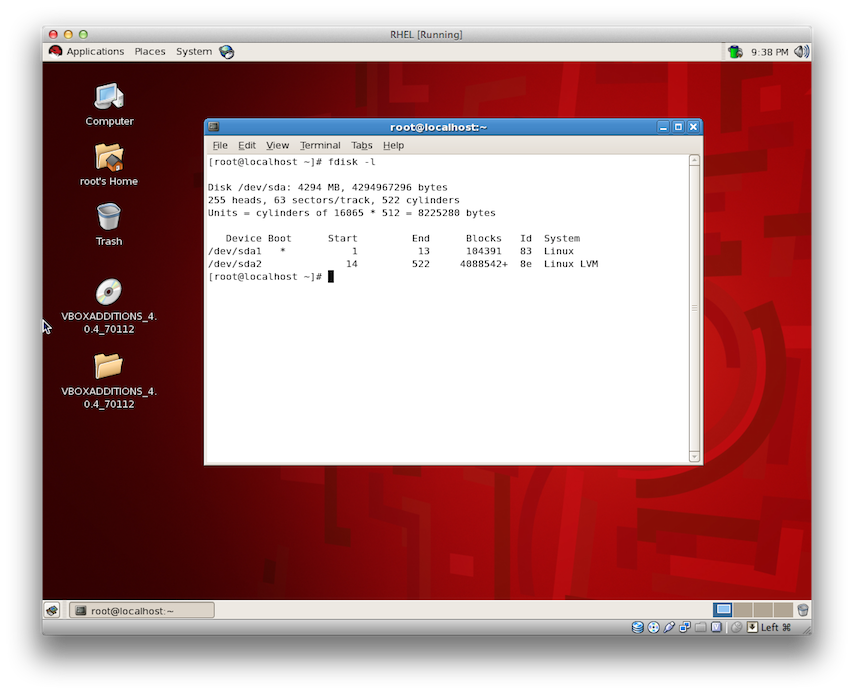 RHEL [Running]
Applications Places System 9:38 PM
Computer
root's Home
Trash
VBOXADDITIONS_4.
0.4_70112
VBOXADDITIONS_4.
0.4_70112
root@localhost:~
File Edit View Terminal Tabs Help
[root@localhost ~]# fdisk -l
Disk /dev/sda: 4294 MB, 4294967296 bytes
255 heads, 63 sectors/track, 522 cylinders
Units = cylinders of 16065 * 512 = 8225280 bytes
Device Boot Start End Blocks Id System
/dev/sda1 * 1 13 104391 83 Linux
/dev/sda2 14 522 4088542+ 8e Linux LVM
[root@localhost ~]#
root@localhost:~
Left ⌘